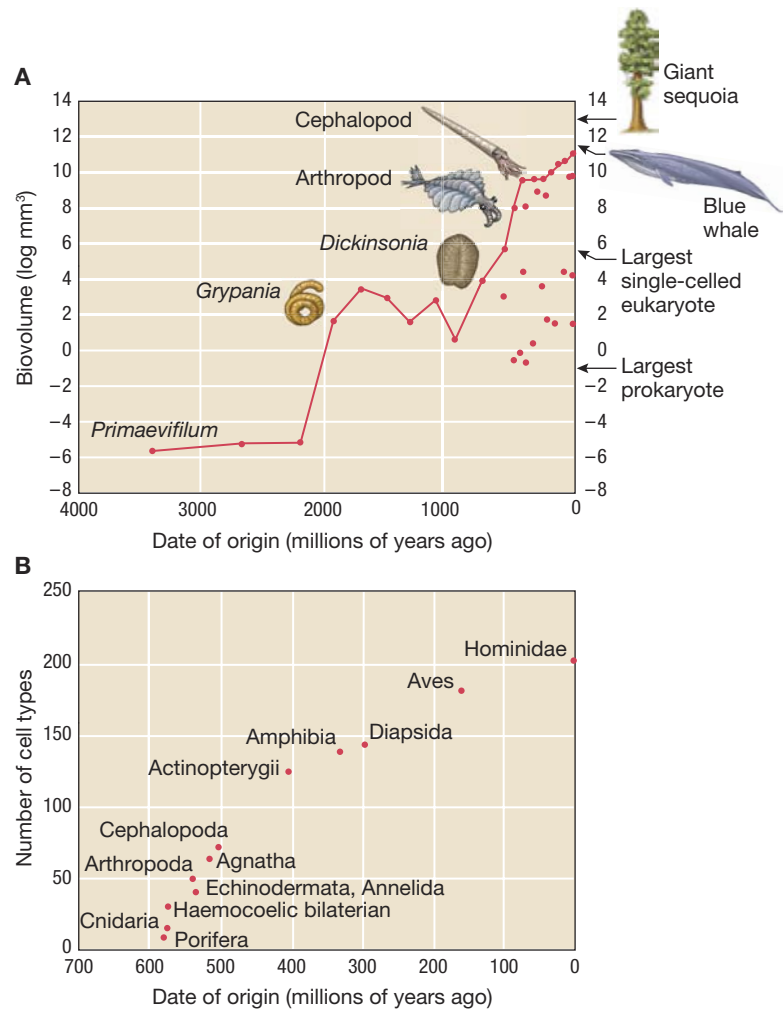 A
Giant
sequoia
14
12
10
8
6
4
2
0
−2
−4
−6
−8
Biovolume (log mm³)
Cephalopod
Arthropod
Dickinsonia
Grypania
Primaevifilum
14
12
10
8
6
4
2
0
−2
−4
−6
−8
Blue
whale
Largest
single-celled
eukaryote
Largest
prokaryote
4000
3000
2000
1000
0
Date of origin (millions of years ago)
B
250
200
150
100
50
0
Number of cell types
Hominidae
Aves
Diapsida
Amphibia
Actinopterygii
Cephalopoda
Agnatha
Arthropoda
Echinodermata, Annelida
Haemocoelic bilaterian
Cnidaria
Porifera
700
600
500
400
300
200
100
0
Date of origin (millions of years ago)